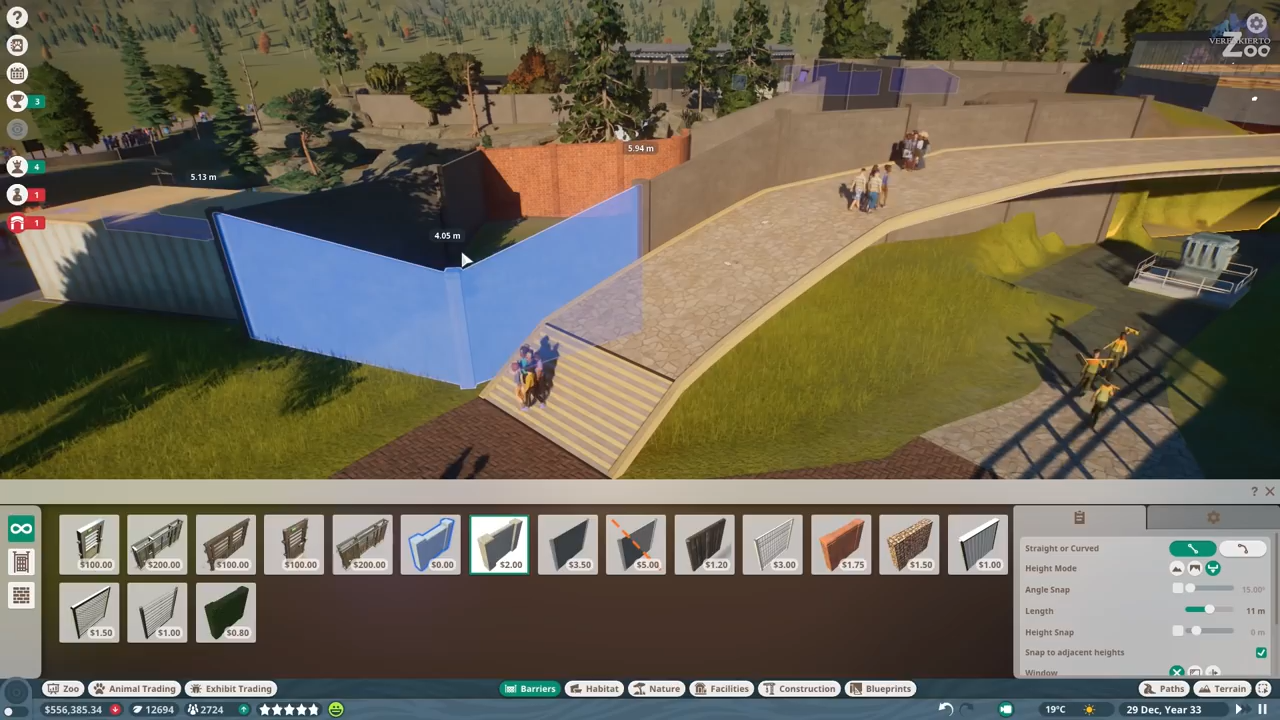 VERBSKIERTO
Zoo
3
4
1
1
5.94 m
5.13 m
4.05 m
?
$100.00
$200.00
$100.00
$100.00
$200.00
$0.00
$2.00
$3.50
$5.00
$1.20
$3.00
$1.75
$1.50
$1.00
$1.50
$1.00
$0.80
Straight or Curved
Height Mode
Angle Snap 15.00°
Length 11 m
Height Snap 0 m
Snap to adjacent heights
Window
Zoo
Animal Trading
Exhibit Trading
Barriers
Habitat
Nature
Facilities
Construction
Blueprints
Paths
Terrain
$556,385.34
12694
2724
19°C
29 Dec, Year 33